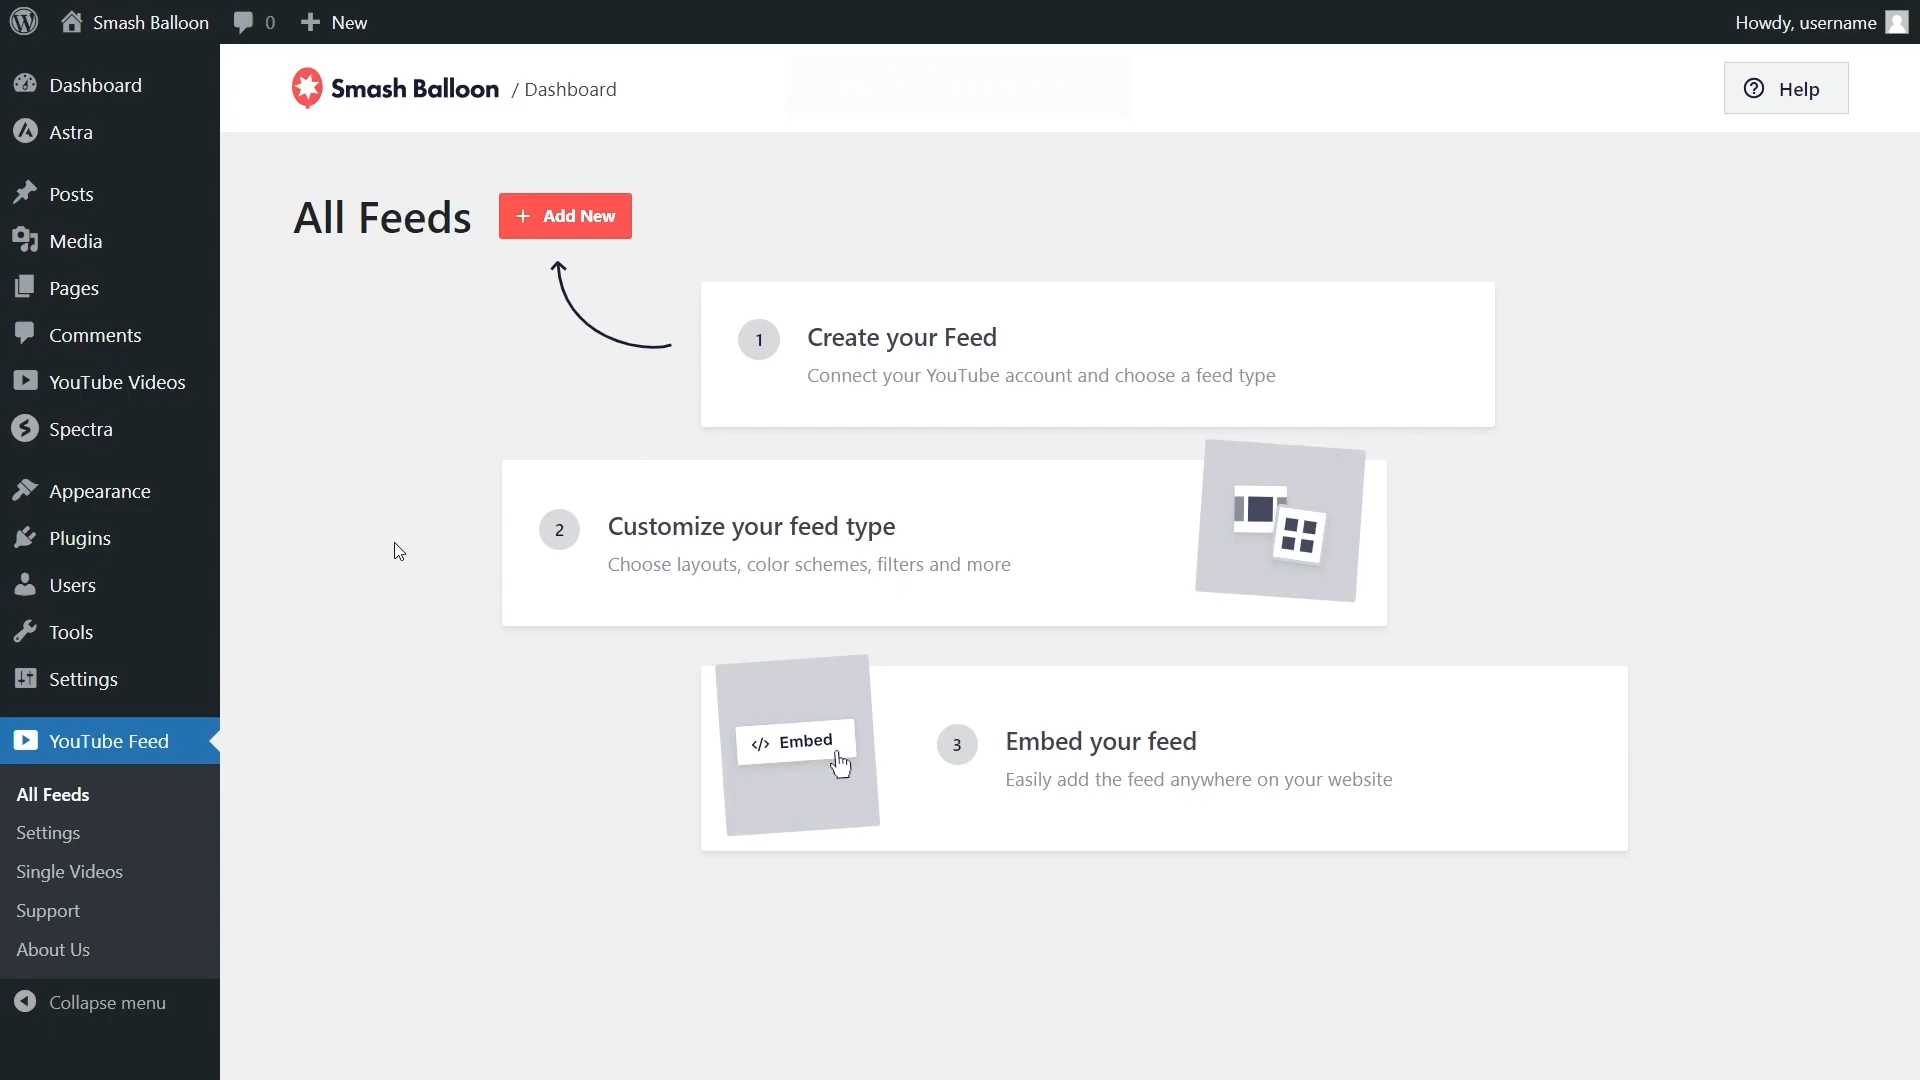 Smash Balloon
0
New
Howdy, username
Dashboard
Astra
Posts
Media
Pages
Comments
YouTube Videos
Spectra
Appearance
Plugins
Users
Tools
Settings
YouTube Feed
All Feeds
Settings
Single Videos
Support
About Us
Collapse menu
Smash Balloon / Dashboard
Help
All Feeds
+ Add New
1
Create your Feed
Connect your YouTube account and choose a feed type
2
Customize your feed type
Choose layouts, color schemes, filters and more
</> Embed
3
Embed your feed
Easily add the feed anywhere on your website